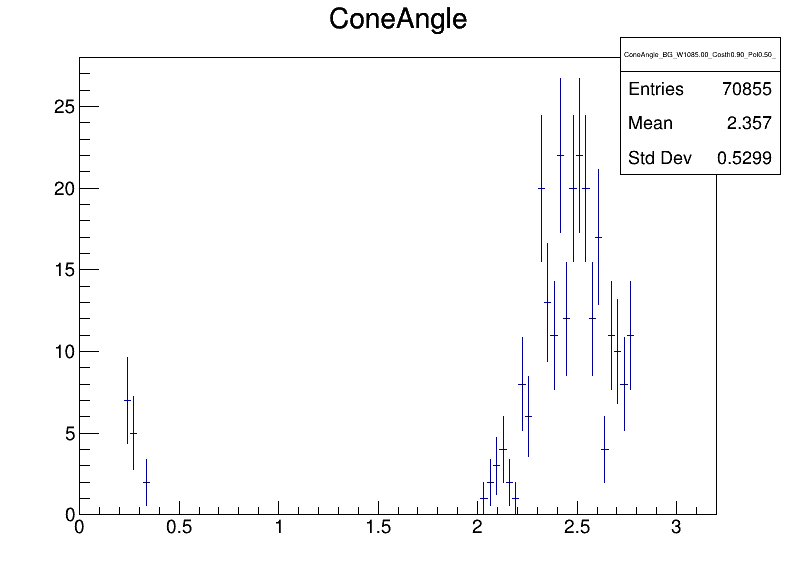 ConeAngle
ConeAngle_BG_W1085.00_Costh0.90_Pol0.50_
Entries 70855
Mean 2.357
Std Dev 0.5299
25
20
15
10
5
0
0 0.5 1 1.5 2 2.5 3